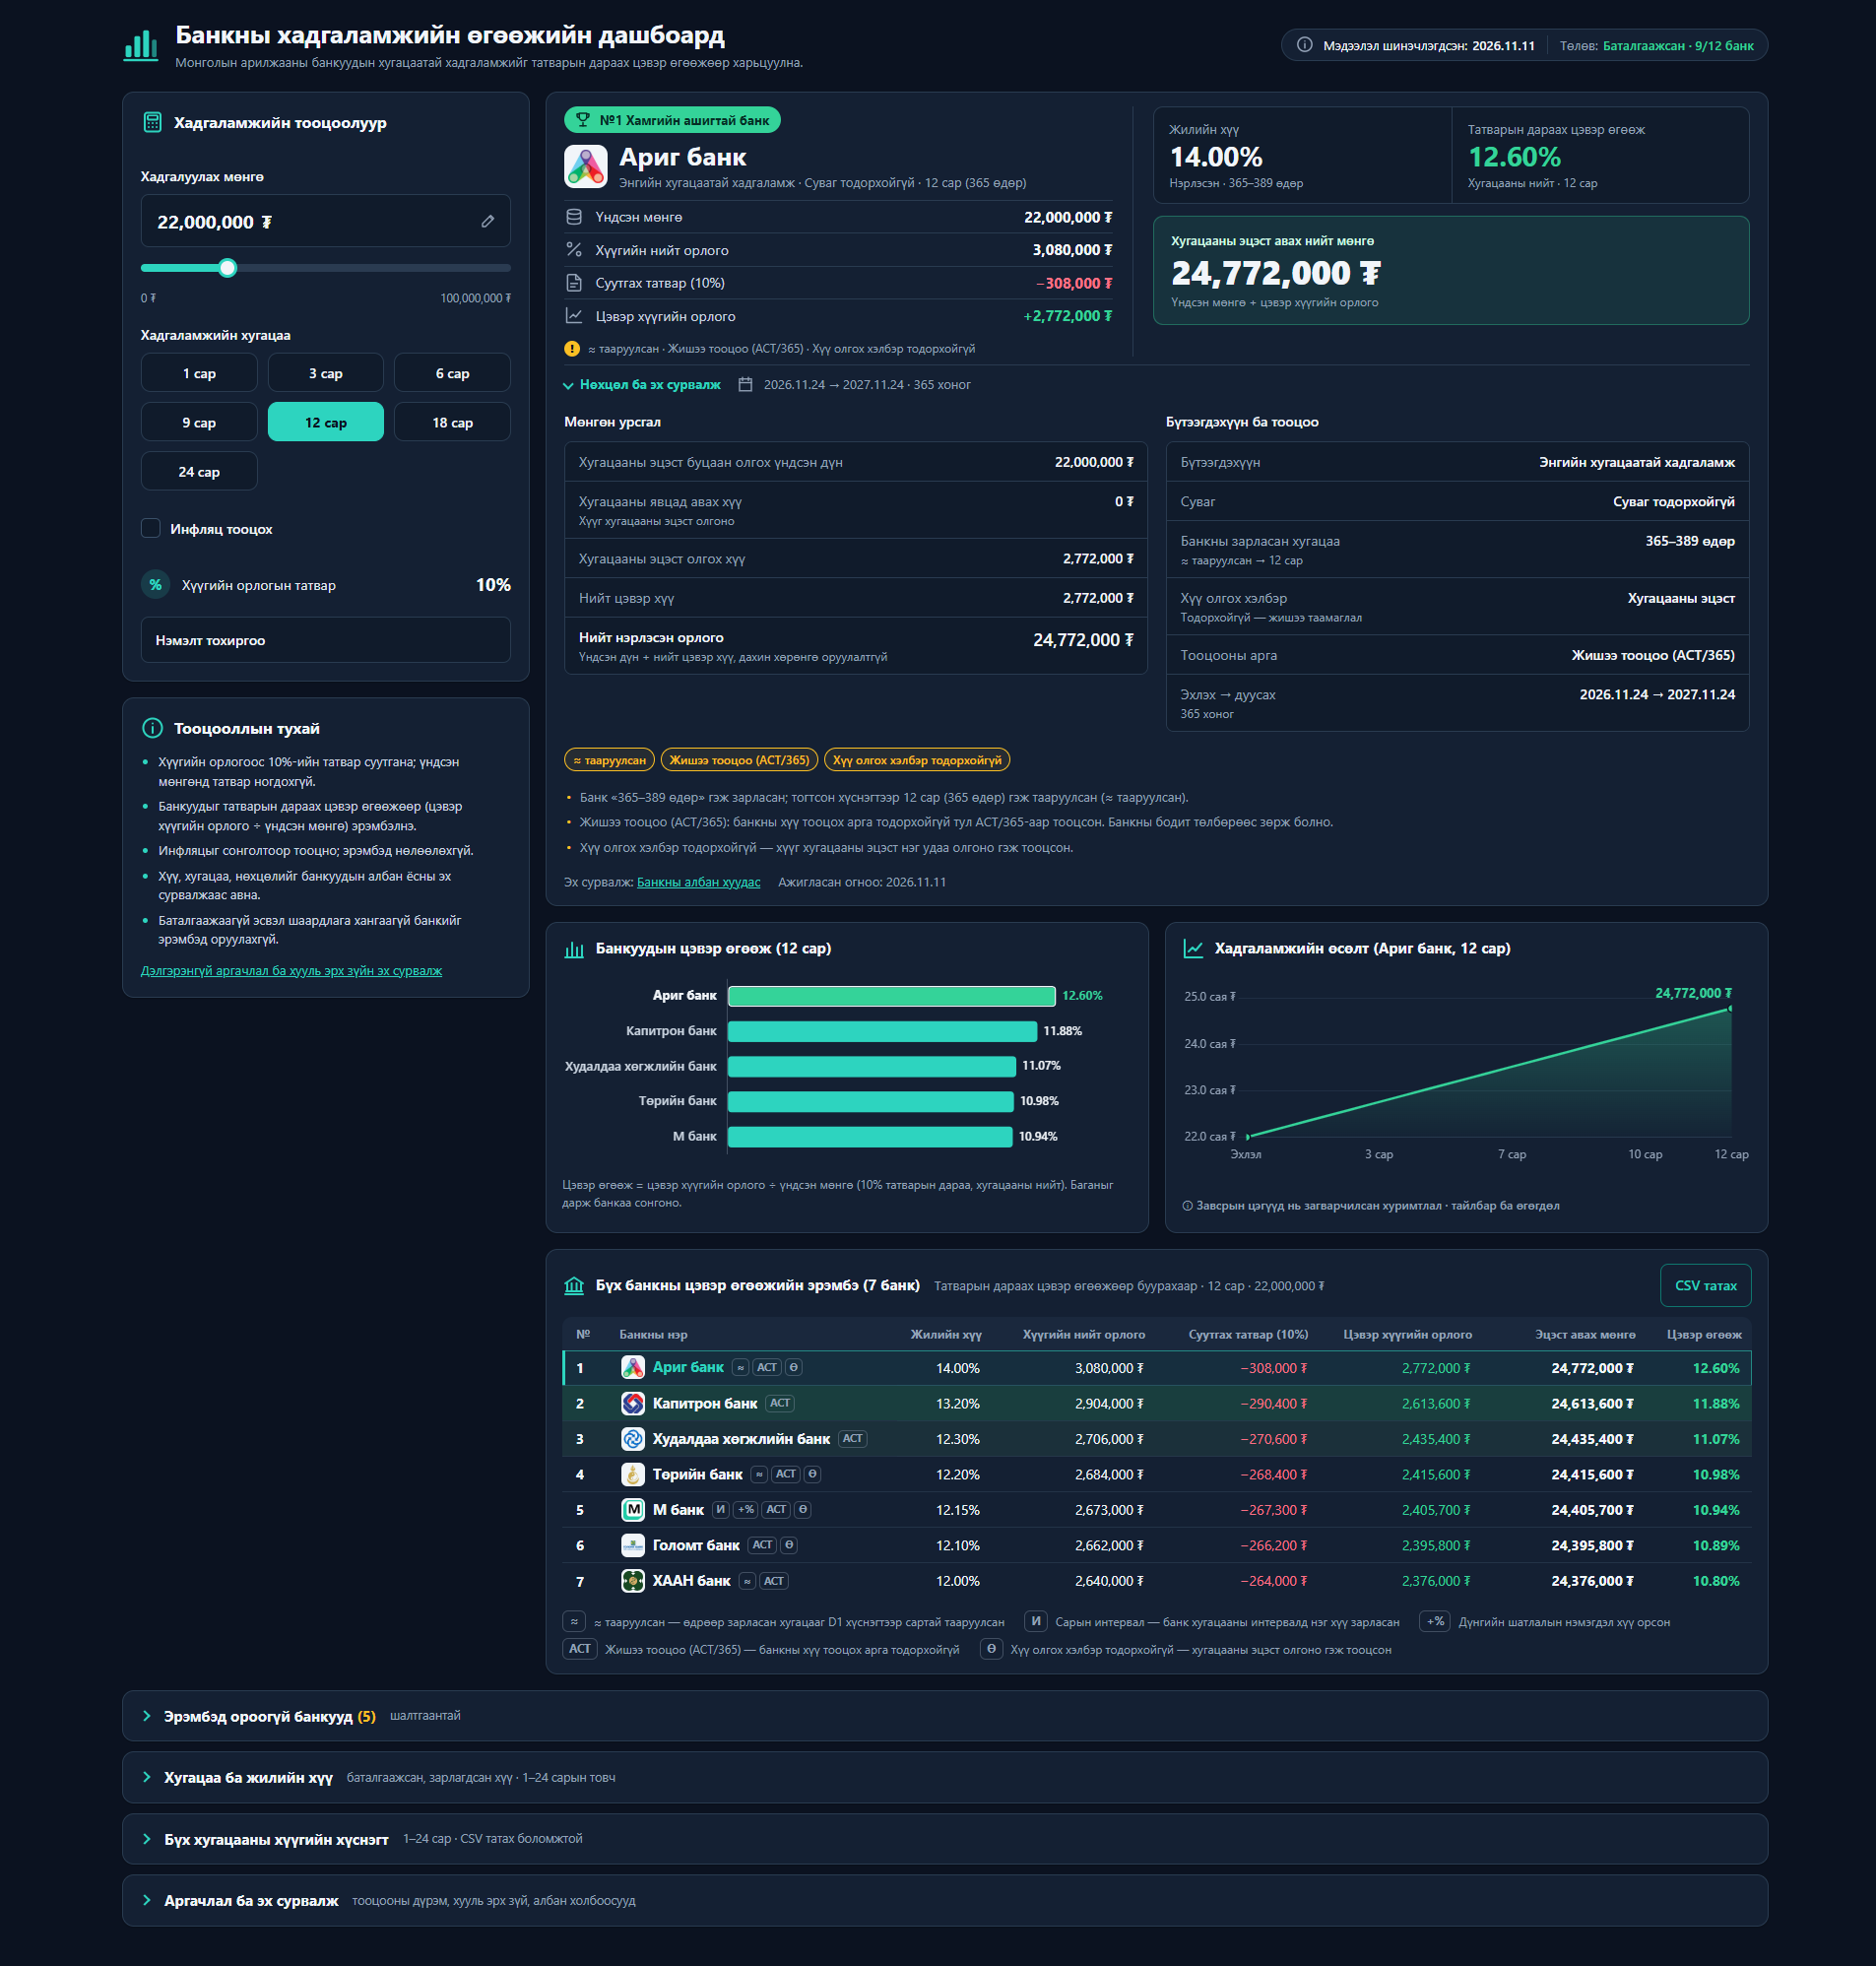 Банкны хадгаламжийн өгөөжийн дашбоард
Монголын арилжааны банкуудын хугацаатай хадгаламжийг татварын дараах цэвэр өгөөжөөр харьцуулна.
Мэдээлэл шинэчлэгдсэн: 2026.11.11
Төлөв: Баталгаажсан · 9/12 банк
Хадгаламжийн тооцоолуур
Хадгалуулах мөнгө
22,000,000 ₮
0 ₮
100,000,000 ₮
Хадгаламжийн хугацаа
1 сар
3 сар
6 сар
9 сар
12 сар
18 сар
24 сар
Инфляц тооцох
% Хүүгийн орлогын татвар 10%
Нэмэлт тохиргоо
Тооцооллын тухай
• Хүүгийн орлогоос 10%-ийн татвар суутгана; үндсэн
мөнгөнд татвар ногдохгүй.
• Банкуудыг татварын дараах цэвэр өгөөжөөр (цэвэр
хүүгийн орлого ÷ үндсэн мөнгө) эрэмбэлнэ.
• Инфляцыг сонголтоор тооцно; эрэмбэд нөлөөлөхгүй.
• Хүү, хугацаа, нөхцөлийг банкуудын албан ёсны эх
сурвалжаас авна.
• Баталгаажаагүй эсвэл шаардлага хангаагүй банкийг
эрэмбэд оруулахгүй.
Дэлгэрэнгүй аргачлал ба хууль эрх зүйн эх сурвалж
№1 Хамгийн ашигтай банк
Ариг банк
Энгийн хугацаатай хадгаламж · Суваг тодорхойгүй · 12 сар (365 өдөр)
Үндсэн мөнгө 22,000,000 ₮
Хүүгийн нийт орлого 3,080,000 ₮
Суутгах татвар (10%) −308,000 ₮
Цэвэр хүүгийн орлого +2,772,000 ₮
! ≈ тааруулсан · Жишээ тооцоо (ACT/365) · Хүү олгох хэлбэр тодорхойгүй
Жилийн хүү
14.00%
Нэрлэсэн · 365–389 өдөр
Татварын дараах цэвэр өгөөж
12.60%
Хугацааны нийт · 12 сар
Хугацааны эцэст авах нийт мөнгө
24,772,000 ₮
Үндсэн мөнгө + цэвэр хүүгийн орлого
Нөхцөл ба эх сурвалж 2026.11.24 → 2027.11.24 · 365 хоног
Мөнгөн урсгал
Хугацааны эцэст буцаан олгох үндсэн дүн 22,000,000 ₮
Хугацааны явцад авах хүү 0 ₮
Хүүг хугацааны эцэст олгоно
Хугацааны эцэст олгох хүү 2,772,000 ₮
Нийт цэвэр хүү 2,772,000 ₮
Нийт нэрлэсэн орлого 24,772,000 ₮
Үндсэн дүн + нийт цэвэр хүү, дахин хөрөнгө оруулалтгүй
Бүтээгдэхүүн ба тооцоо
Бүтээгдэхүүн Энгийн хугацаатай хадгаламж
Суваг Суваг тодорхойгүй
Банкны зарласан хугацаа 365–389 өдөр
≈ тааруулсан → 12 сар
Хүү олгох хэлбэр Хугацааны эцэст
Тодорхойгүй — жишээ таамаглал
Тооцооны арга Жишээ тооцоо (ACT/365)
Эхлэх → дуусах 2026.11.24 → 2027.11.24
365 хоног
≈ тааруулсан
Жишээ тооцоо (ACT/365)
Хүү олгох хэлбэр тодорхойгүй
• Банк «365–389 өдөр» гэж зарласан; тогтсон хүснэгтээр 12 сар (365 өдөр) гэж тааруулсан (≈ тааруулсан).
• Жишээ тооцоо (ACT/365): банкны хүү тооцох арга тодорхойгүй тул ACT/365-аар тооцсон. Банкны бодит төлбөрөөс зөрж болно.
• Хүү олгох хэлбэр тодорхойгүй — хүүг хугацааны эцэст нэг удаа олгоно гэж тооцсон.
Эх сурвалж: Банкны албан хуудас Ажигласан огноо: 2026.11.11
Банкуудын цэвэр өгөөж (12 сар)
Ариг банк 12.60%
Капитрон банк 11.88%
Худалдаа хөгжлийн банк 11.07%
Төрийн банк 10.98%
М банк 10.94%
Цэвэр өгөөж = цэвэр хүүгийн орлого ÷ үндсэн мөнгө (10% татварын дараа, хугацааны нийт). Баганыг
дарж банкаа сонгоно.
Хадгаламжийн өсөлт (Ариг банк, 12 сар)
24,772,000 ₮
25.0 сая ₮
24.0 сая ₮
23.0 сая ₮
22.0 сая ₮
Эхлэл 3 сар 7 сар 10 сар 12 сар
Завсрын цэгүүд нь загварчилсан хуримтлал · тайлбар ба өгөгдөл
Бүх банкны цэвэр өгөөжийн эрэмбэ (7 банк) Татварын дараах цэвэр өгөөжөөр буурахаар · 12 сар · 22,000,000 ₮
CSV татах
№ Банкны нэр Жилийн хүү Хүүгийн нийт орлого Суутгах татвар (10%) Цэвэр хүүгийн орлого Эцэст авах мөнгө Цэвэр өгөөж
1 Ариг банк ≈ ACT Ө 14.00% 3,080,000 ₮ −308,000 ₮ 2,772,000 ₮ 24,772,000 ₮ 12.60%
2 Капитрон банк ACT 13.20% 2,904,000 ₮ −290,400 ₮ 2,613,600 ₮ 24,613,600 ₮ 11.88%
3 Худалдаа хөгжлийн банк ACT 12.30% 2,706,000 ₮ −270,600 ₮ 2,435,400 ₮ 24,435,400 ₮ 11.07%
4 Төрийн банк ≈ ACT Ө 12.20% 2,684,000 ₮ −268,400 ₮ 2,415,600 ₮ 24,415,600 ₮ 10.98%
5 М банк И +% ACT Ө 12.15% 2,673,000 ₮ −267,300 ₮ 2,405,700 ₮ 24,405,700 ₮ 10.94%
6 Голомт банк ACT Ө 12.10% 2,662,000 ₮ −266,200 ₮ 2,395,800 ₮ 24,395,800 ₮ 10.89%
7 ХААН банк ≈ ACT 12.00% 2,640,000 ₮ −264,000 ₮ 2,376,000 ₮ 24,376,000 ₮ 10.80%
≈ ≈ тааруулсан — өдрөөр зарласан хугацааг D1 хүснэгтээр сартай тааруулсан И Сарын интервал — банк хугацааны интервалд нэг хүү зарласан +% Дүнгийн шатлалын нэмэгдэл хүү орсон
ACT Жишээ тооцоо (ACT/365) — банкны хүү тооцох арга тодорхойгүй Ө Хүү олгох хэлбэр тодорхойгүй — хугацааны эцэст олгоно гэж тооцсон
Эрэмбэд ороогүй банкууд (5) шалтгаантай
Хугацаа ба жилийн хүү баталгаажсан, зарлагдсан хүү · 1–24 сарын товч
Бүх хугацааны хүүгийн хүснэгт 1–24 сар · CSV татах боломжтой
Аргачлал ба эх сурвалж тооцооны дүрэм, хууль эрх зүй, албан холбоосууд